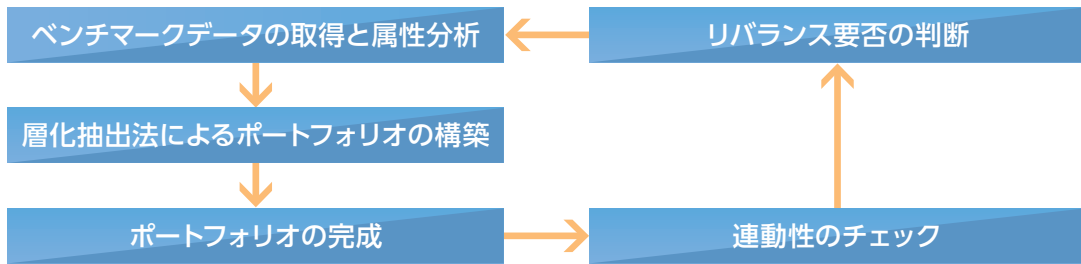 ベンチマークデータの取得と属性分析
リバランス要否の判断
層化抽出法によるポートフォリオの構築
ポートフォリオの完成
連動性のチェック